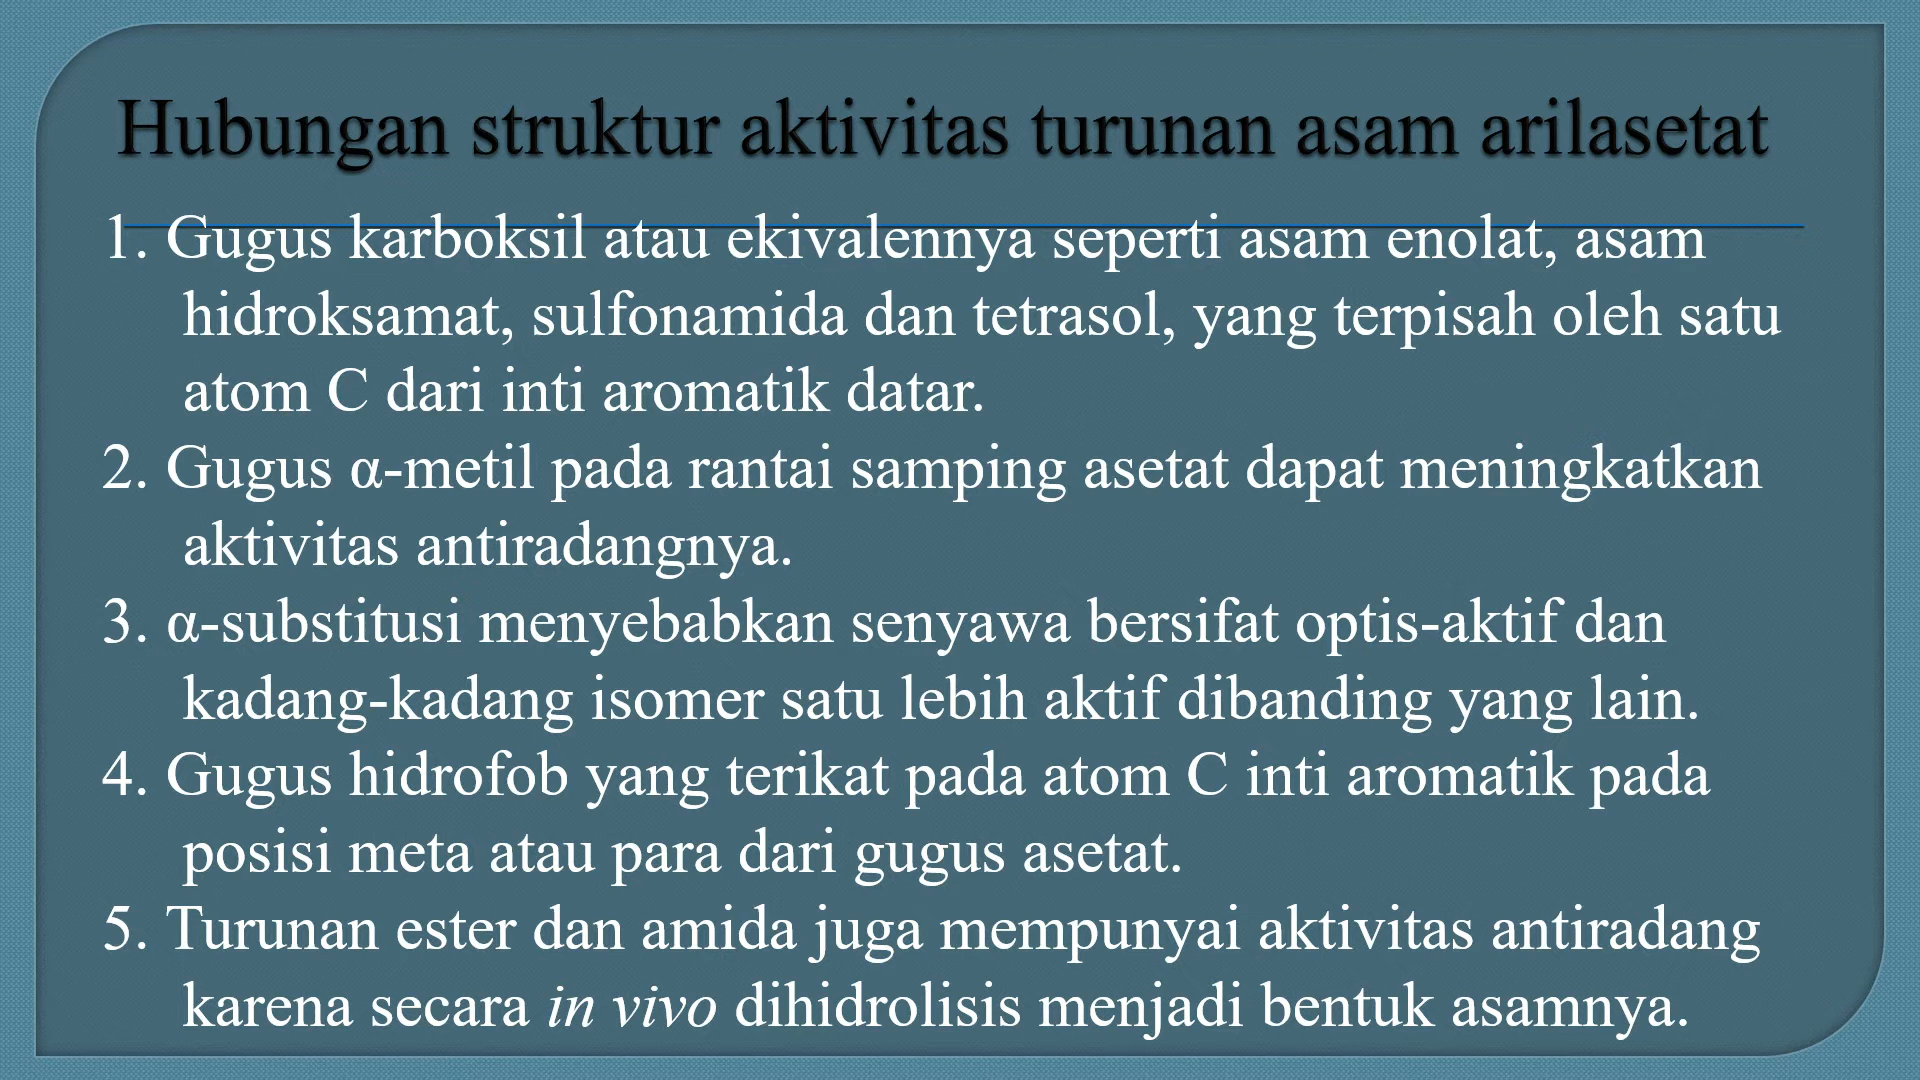 Hubungan struktur aktivitas turunan asam arilasetat
1. Gugus karboksil atau ekivalennya seperti asam enolat, asam
hidroksamat, sulfonamida dan tetrasol, yang terpisah oleh satu
atom C dari inti aromatik datar.
2. Gugus α-metil pada rantai samping asetat dapat meningkatkan
aktivitas antiradangnya.
3. α-substitusi menyebabkan senyawa bersifat optis-aktif dan
kadang-kadang isomer satu lebih aktif dibanding yang lain.
4. Gugus hidrofob yang terikat pada atom C inti aromatik pada
posisi meta atau para dari gugus asetat.
5. Turunan ester dan amida juga mempunyai aktivitas antiradang
karena secara in vivo dihidrolisis menjadi bentuk asamnya.